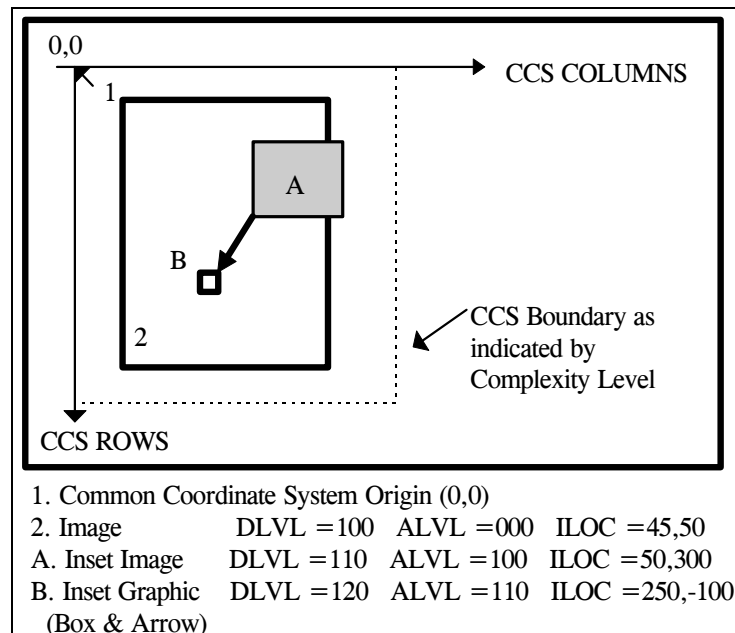 0,0
CCS COLUMNS
1
A
B
2
CCS Boundary as
indicated by
Complexity Level
CCS ROWS
1. Common Coordinate System Origin (0,0)
2. Image DLVL =100 ALVL =000 ILOC =45,50
A. Inset Image DLVL =110 ALVL =100 ILOC =50,300
B. Inset Graphic DLVL =120 ALVL =110 ILOC =250,-100
(Box & Arrow)